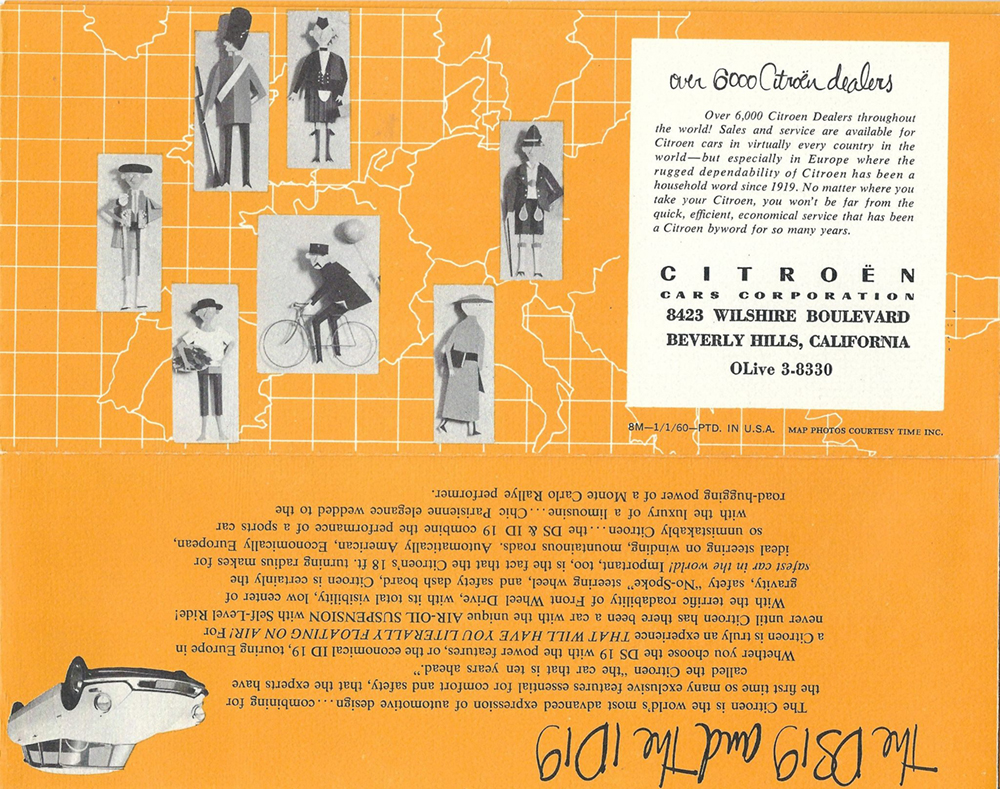 over 6000 Citroën dealers
Over 6,000 Citroen Dealers throughout
the world! Sales and service are available for
Citroen cars in virtually every country in the
world—but especially in Europe where the
rugged dependability of Citroen has been a
household word since 1919. No matter where you
take your Citroen, you won't be far from the
quick, efficient, economical service that has been
a Citroen byword for so many years.
CITROËN
CARS CORPORATION
8423 WILSHIRE BOULEVARD
BEVERLY HILLS, CALIFORNIA
OLive 3-8330
8M—1/1/60—PTD. IN U.S.A. MAP PHOTOS COURTESY TIME INC.
The DS19 and The ID19
The Citroen is the world's most advanced expression of automotive design...combining for
the first time so many exclusive features essential for comfort and safety, that the experts have
called the Citroen "the car that is ten years ahead."
Whether you choose the DS 19 with the power features, or the economical ID 19, touring Europe in
a Citroen is truly an experience THAT WILL HAVE YOU LITERALLY FLOATING ON AIR! For
never until Citroen has there been a car with the unique AIR-OIL SUSPENSION with Self-Level Ride!
With the terrific roadability of Front Wheel Drive, with its total visibility, low center of
gravity, safety "No-Spoke" steering wheel, and safety dash board, Citroen is certainly the
safest car in the world! Important, too, is the fact that the Citroen's 18 ft. turning radius makes for
ideal steering on winding, mountainous roads. Automatically American, Economically European,
so unmistakably Citroen...the DS & ID 19 combine the performance of a sports car
with the luxury of a limousine...Chic Parisienne elegance wedded to the
road-hugging power of a Monte Carlo Rallye performer.